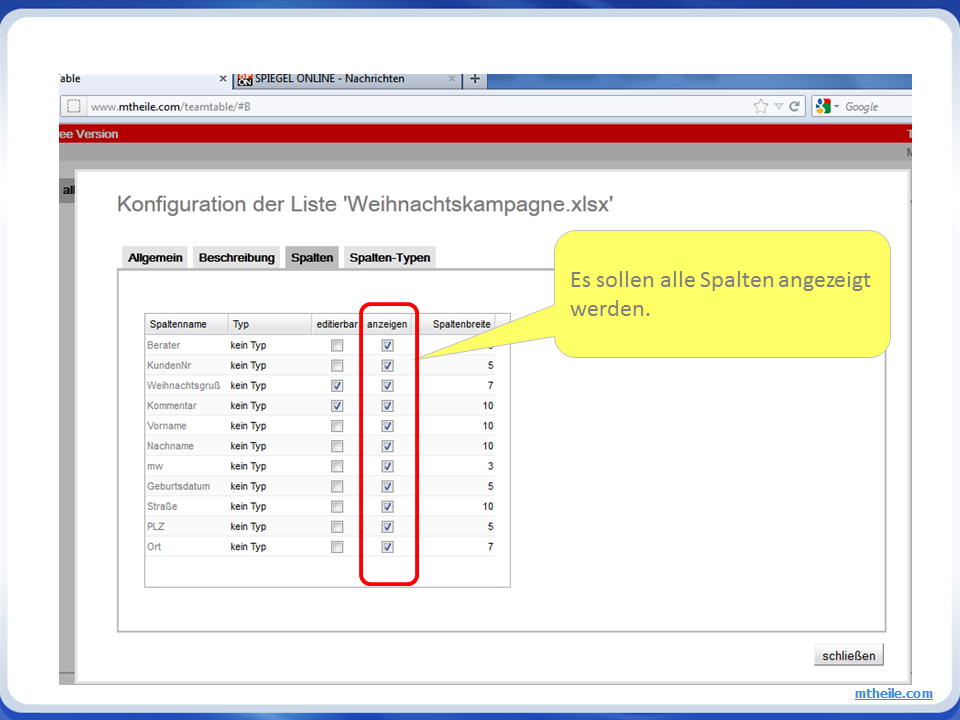 able SPIEGEL ONLINE - Nachrichten
www.mtheile.com/teamtable/#B Google
ee Version
all
Konfiguration der Liste 'Weihnachtskampagne.xlsx'
Allgemein Beschreibung Spalten Spalten-Typen
Es sollen alle Spalten angezeigt
werden.
Spaltenname Typ editierbar anzeigen Spaltenbreite
Berater kein Typ
KundenNr kein Typ 5
Weihnachtsgruß kein Typ 7
Kommentar kein Typ 10
Vorname kein Typ 10
Nachname kein Typ 10
mw kein Typ 3
Geburtsdatum kein Typ 5
Straße kein Typ 10
PLZ kein Typ 5
Ort kein Typ 7
schließen
mtheile.com